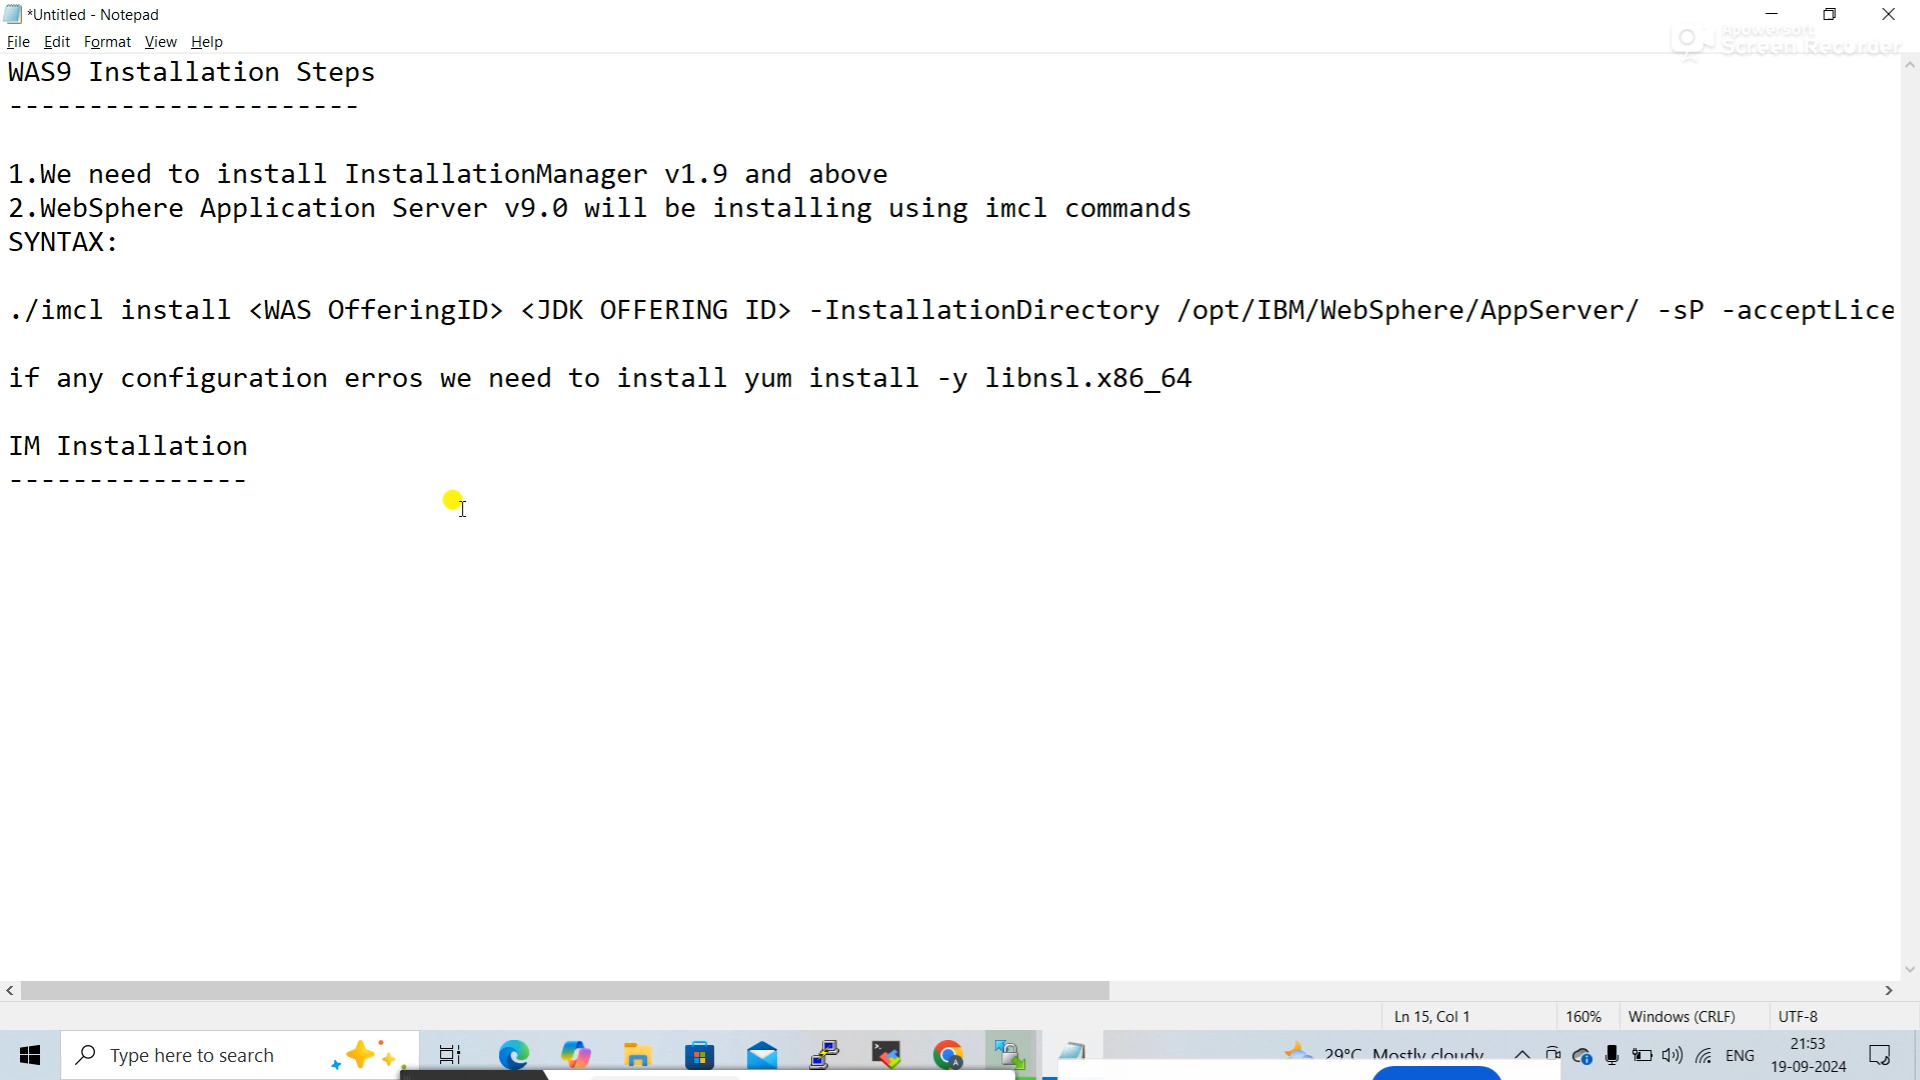 *Untitled - Notepad
File Edit Format View Help
Apowersoft
Screen Recorder
WAS9 Installation Steps
----------------------
1.We need to install InstallationManager v1.9 and above
2.WebSphere Application Server v9.0 will be installing using imcl commands
SYNTAX:
./imcl install <WAS OfferingID> <JDK OFFERING ID> -InstallationDirectory /opt/IBM/WebSphere/AppServer/ -sP -acceptLice
if any configuration erros we need to install yum install -y libnsl.x86_64
IM Installation
---------------
Ln 15, Col 1 160% Windows (CRLF) UTF-8
Type here to search
29°C Mostly cloudy
ENG
21:53
19-09-2024